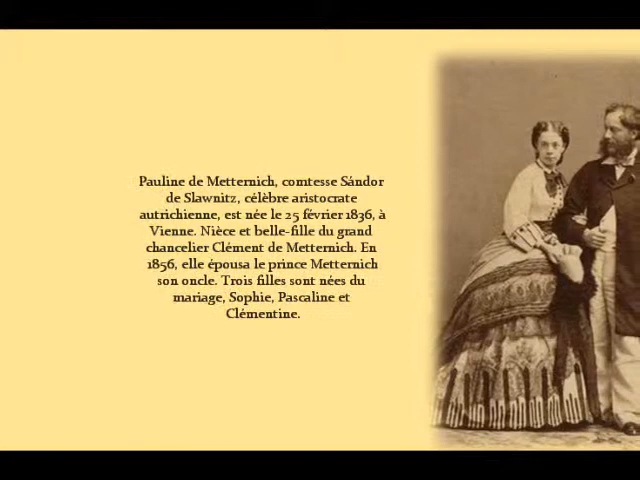 Pauline de Metternich, comtesse Sándor
de Slawnitz, célèbre aristocrate
autrichienne, est née le 25 février 1836, à
Vienne. Nièce et belle-fille du grand
chancelier Clément de Metternich. En
1856, elle épousa le prince Metternich
son oncle. Trois filles sont nées du
mariage, Sophie, Pascaline et
Clémentine.